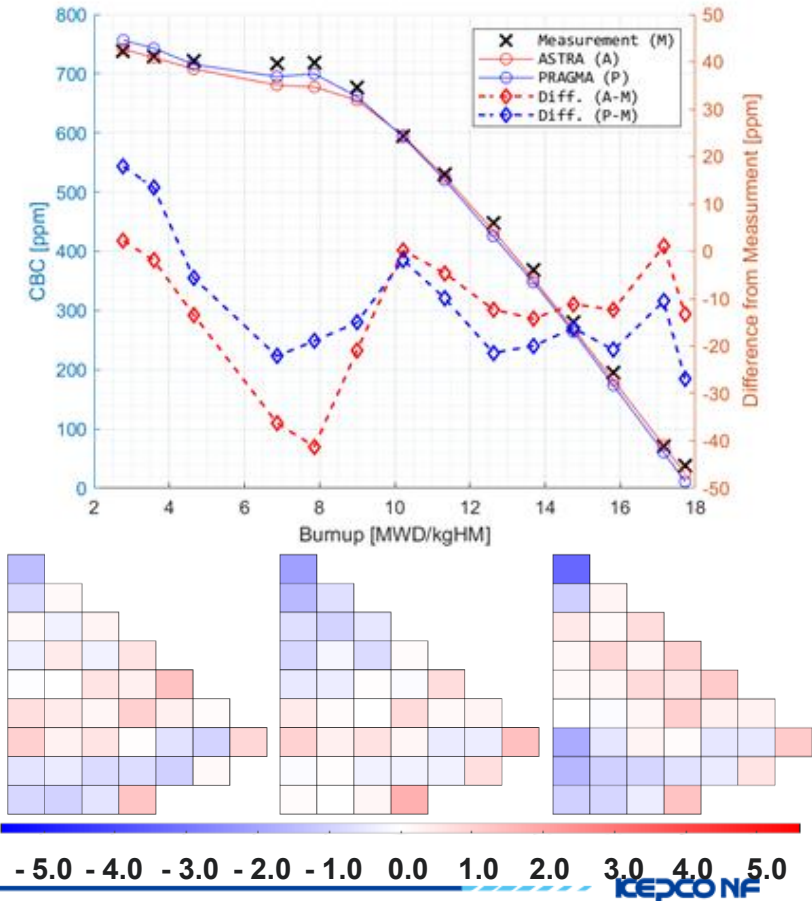 800
700
600
500
400
300
200
100
0
CBC [ppm]
50
40
30
20
10
0
-10
-20
-30
-40
-50
Difference from Measurment [ppm]
Measurement (M)
ASTRA (A)
PRAGMA (P)
Diff. (A-M)
Diff. (P-M)
2 4 6 8 10 12 14 16 18
Burnup [MWD/kgHM]
- 5.0 - 4.0 - 3.0 - 2.0 - 1.0 0.0 1.0 2.0 3.0 4.0 5.0
KEPCO NF